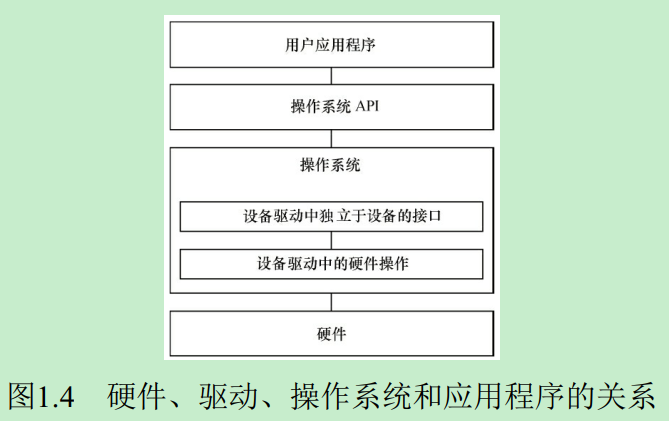 用户应用程序
操作系统 API
操作系统
设备驱动中独立于设备的接口
设备驱动中的硬件操作
硬件
图1.4 硬件、驱动、操作系统和应用程序的关系